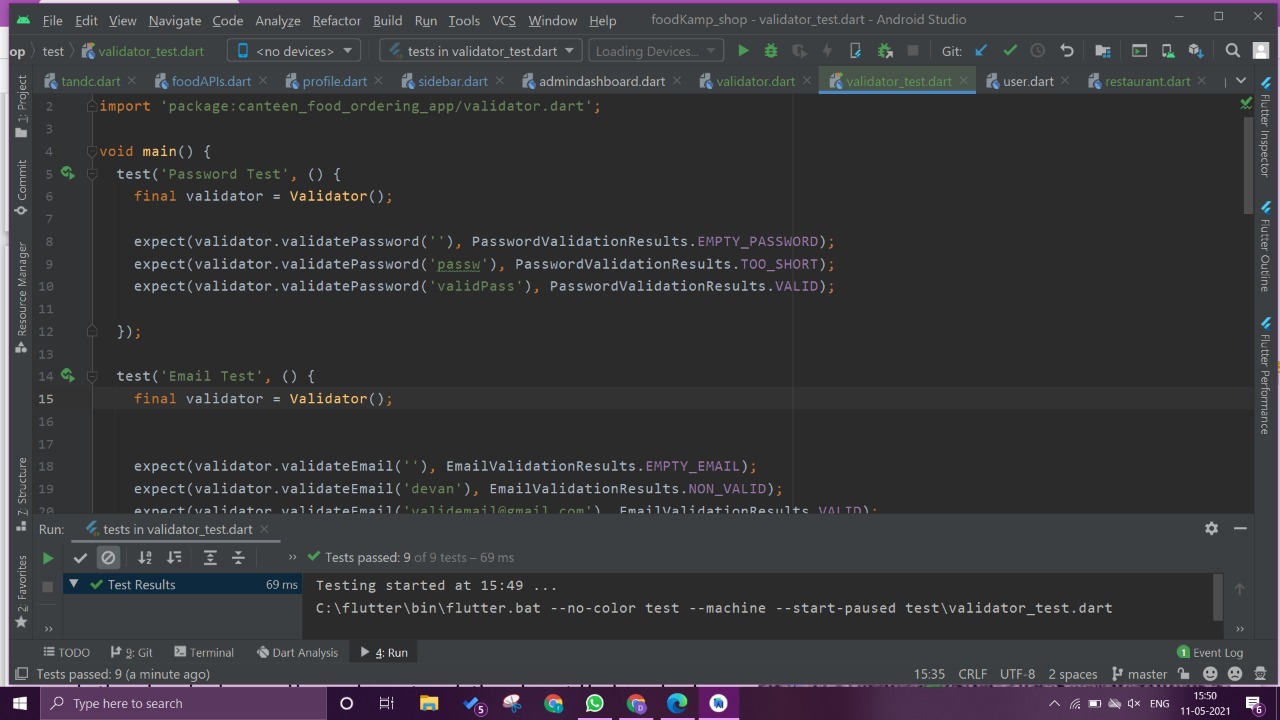 File Edit View Navigate Code Analyze Refactor Build Run Tools VCS Window Help foodKamp_shop - validator_test.dart - Android Studio
op test validator_test.dart <no devices> tests in validator_test.dart Loading Devices... Git:
tandc.dart foodAPIs.dart profile.dart sidebar.dart admindashboard.dart validator.dart validator_test.dart user.dart restaurant.dart
1: Project
Commit
Resource Manager
Z: Structure
2: Favorites
2 import 'package:canteen_food_ordering_app/validator.dart';
3
4 void main() {
5 test('Password Test', () {
6 final validator = Validator();
7
8 expect(validator.validatePassword(''), PasswordValidationResults.EMPTY_PASSWORD);
9 expect(validator.validatePassword('passw'), PasswordValidationResults.TOO_SHORT);
10 expect(validator.validatePassword('validPass'), PasswordValidationResults.VALID);
11
12 });
13
14 test('Email Test', () {
15 final validator = Validator();
16
17
18 expect(validator.validateEmail(''), EmailValidationResults.EMPTY_EMAIL);
19 expect(validator.validateEmail('devan'), EmailValidationResults.NON_VALID);
20 expect(validator.validateEmail('validemail@gmail.com'), EmailValidationResults.VALID);
Flutter Inspector
Flutter Outline
Flutter Performance
Run: tests in validator_test.dart
Tests passed: 9 of 9 tests – 69 ms
Test Results 69 ms
Testing started at 15:49 ...
C:\flutter\bin\flutter.bat --no-color test --machine --start-paused test\validator_test.dart
TODO 9: Git Terminal Dart Analysis 4: Run 1 Event Log
Tests passed: 9 (a minute ago) 15:35 CRLF UTF-8 2 spaces master
Type here to search 5 D ENG 15:50
11-05-2021 6